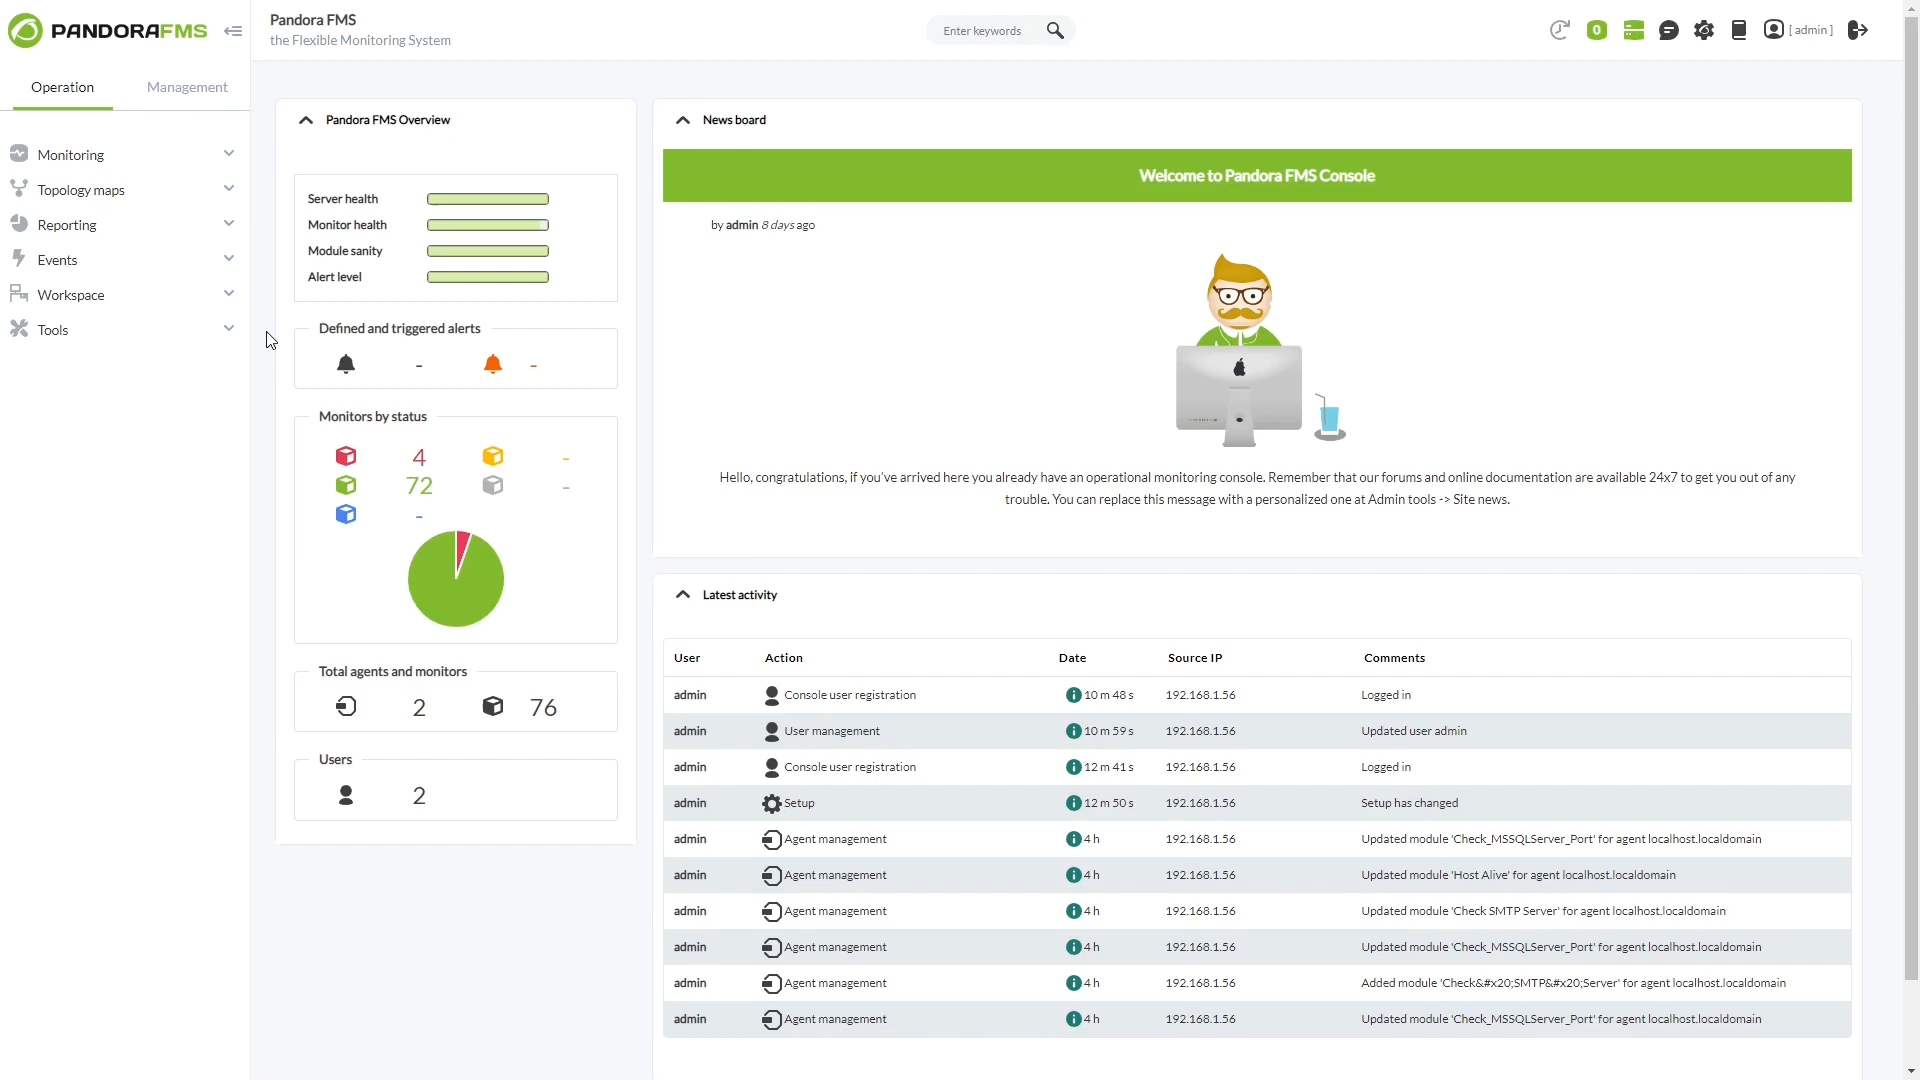 PANDORAFMS
Pandora FMS
the Flexible Monitoring System
Enter keywords
0
[ admin ]
Operation
Management
Monitoring
Topology maps
Reporting
Events
Workspace
Tools
Pandora FMS Overview
Server health
Monitor health
Module sanity
Alert level
Defined and triggered alerts
-
-
Monitors by status
4
-
72
-
-
Total agents and monitors
2
76
Users
2
News board
Welcome to Pandora FMS Console
by admin 8 days ago
Hello, congratulations, if you've arrived here you already have an operational monitoring console. Remember that our forums and online documentation are available 24x7 to get you out of any
trouble. You can replace this message with a personalized one at Admin tools -> Site news.
Latest activity
User Action Date Source IP Comments
admin Console user registration 10 m 48 s 192.168.1.56 Logged in
admin User management 10 m 59 s 192.168.1.56 Updated user admin
admin Console user registration 12 m 41 s 192.168.1.56 Logged in
admin Setup 12 m 50 s 192.168.1.56 Setup has changed
admin Agent management 4 h 192.168.1.56 Updated module 'Check_MSSQLServer_Port' for agent localhost.localdomain
admin Agent management 4 h 192.168.1.56 Updated module 'Host Alive' for agent localhost.localdomain
admin Agent management 4 h 192.168.1.56 Updated module 'Check SMTP Server' for agent localhost.localdomain
admin Agent management 4 h 192.168.1.56 Updated module 'Check_MSSQLServer_Port' for agent localhost.localdomain
admin Agent management 4 h 192.168.1.56 Added module 'Check&#x20;SMTP&#x20;Server' for agent localhost.localdomain
admin Agent management 4 h 192.168.1.56 Updated module 'Check_MSSQLServer_Port' for agent localhost.localdomain